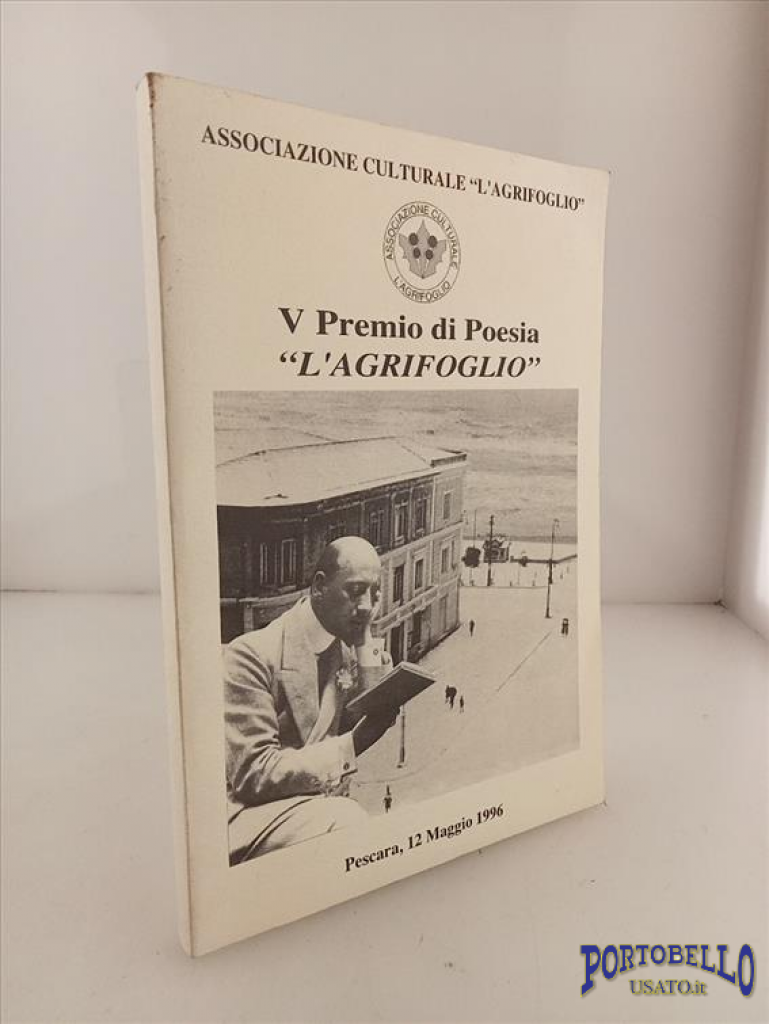 ASSOCIAZIONE CULTURALE “L'AGRIFOGLIO”
ASSOCIAZIONE CULTURALE
L'AGRIFOGLIO
V Premio di Poesia
“L'AGRIFOGLIO”
Pescara, 12 Maggio 1996
PORTOBELLO
USATO.it